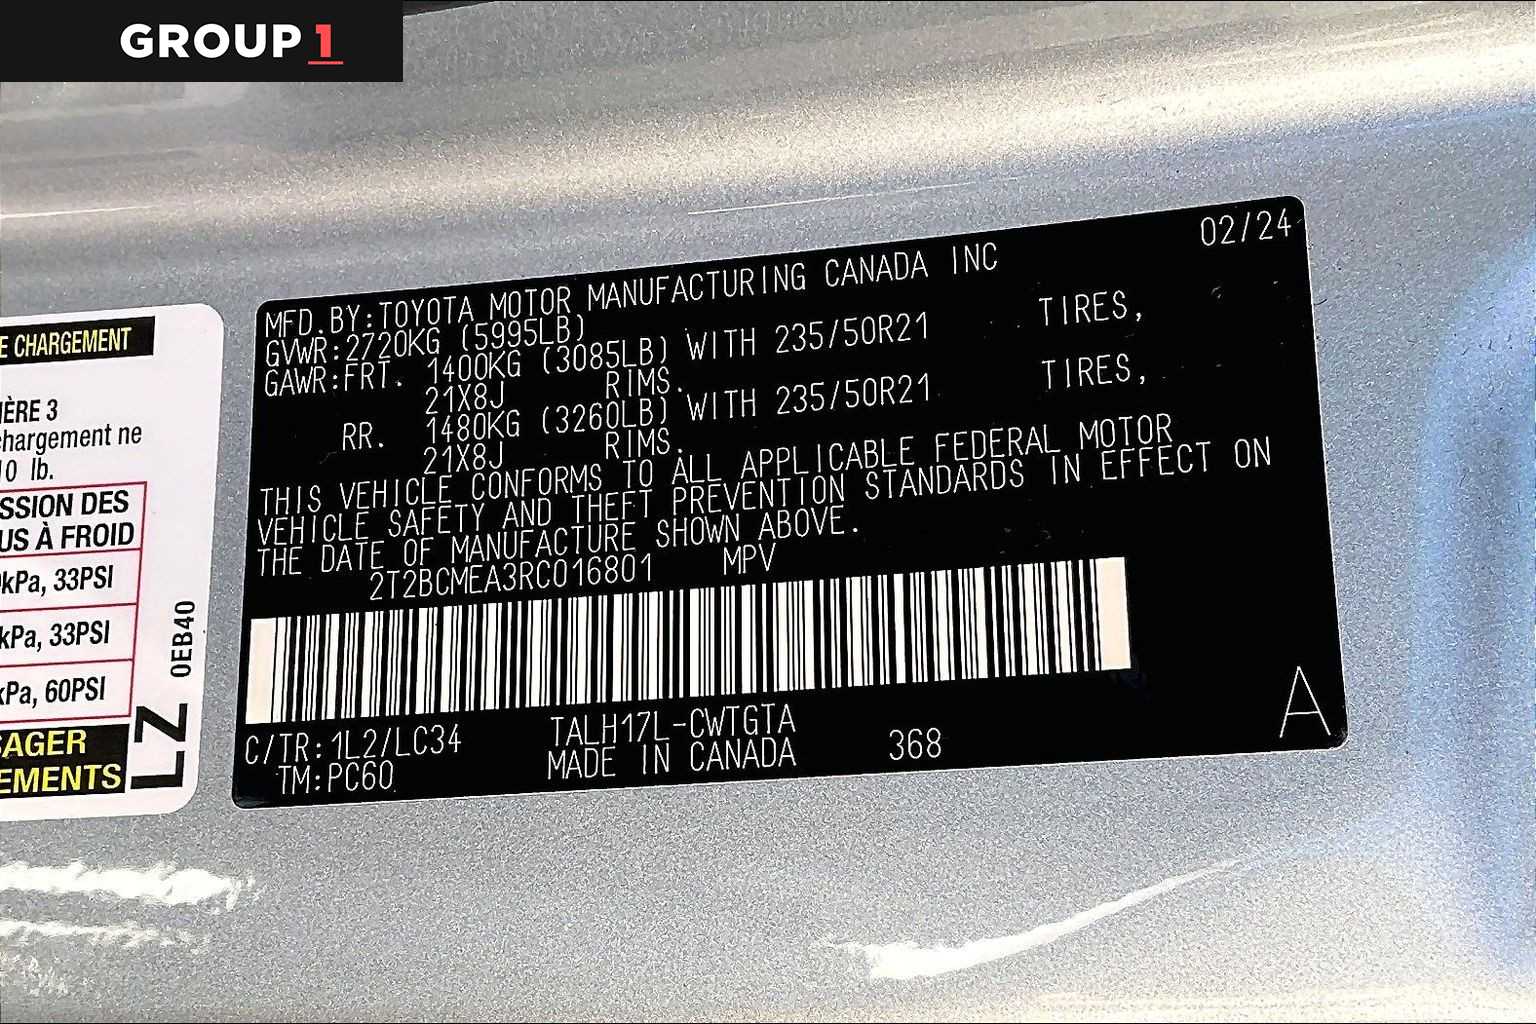 GROUP 1
MFD.BY:TOYOTA MOTOR MANUFACTURING CANADA INC 02/24
GVWR:2720KG (5995LB)
GAWR:FRT. 1400KG (3085LB) WITH 235/50R21 TIRES,
21X8J RIMS.
RR. 1480KG (3260LB) WITH 235/50R21 TIRES,
21X8J RIMS.
THIS VEHICLE CONFORMS TO ALL APPLICABLE FEDERAL MOTOR
VEHICLE SAFETY AND THEFT PREVENTION STANDARDS IN EFFECT ON
THE DATE OF MANUFACTURE SHOWN ABOVE.
2T2BCMEA3RC016801 MPV
C/TR:1L2/LC34 TALH17L-CWTGTA
TM:PC60 MADE IN CANADA 368
A
E CHARGEMENT
IÈRE 3
chargement ne
10 lb.
SSION DES
US À FROID
kPa, 33PSI
kPa, 33PSI
kPa, 60PSI
SAGER
EMENTS
0EB40
LZ